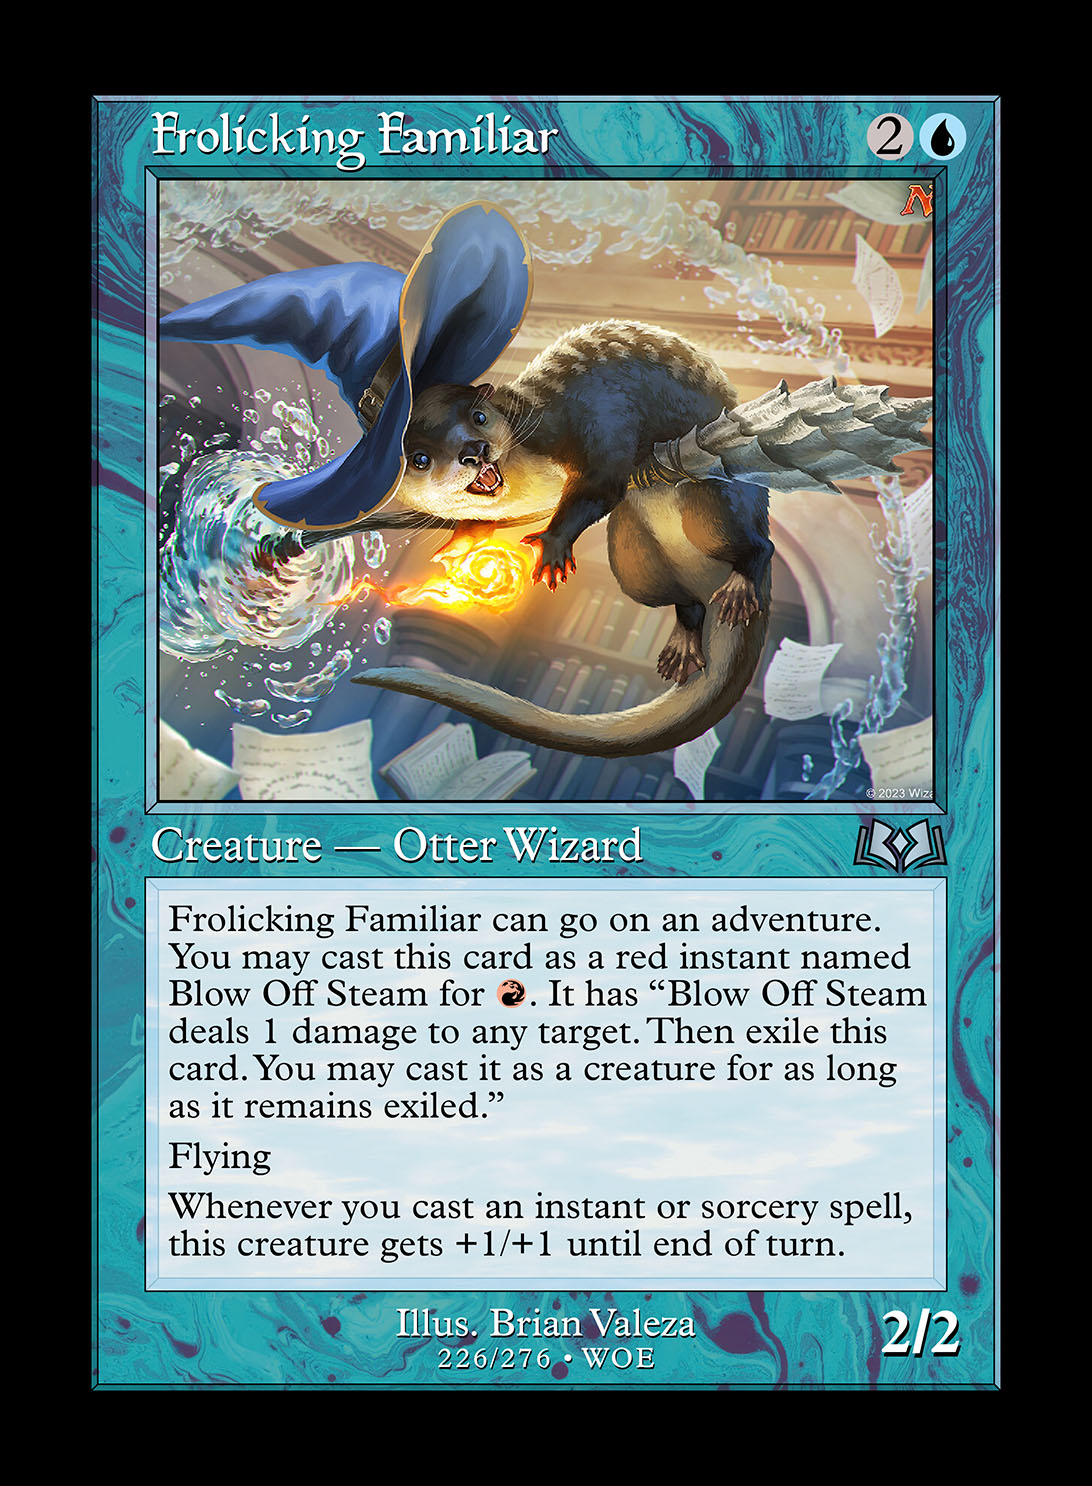 Frolicking Familiar 2
© 2023
Creature — Otter Wizard
Frolicking Familiar can go on an adventure.
You may cast this card as a red instant named
Blow Off Steam for . It has “Blow Off Steam
deals 1 damage to any target. Then exile this
card. You may cast it as a creature for as long
as it remains exiled.”
Flying
Whenever you cast an instant or sorcery spell,
this creature gets +1/+1 until end of turn.
Illus. Brian Valeza
226/276 • WOE
2/2